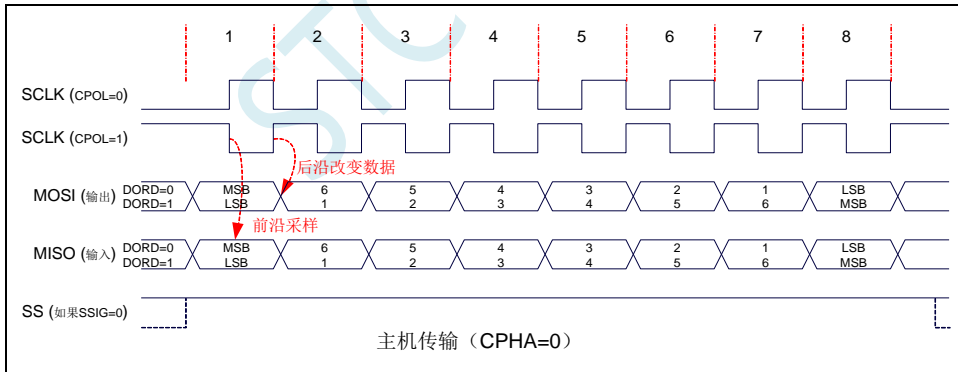 STC
1 2 3 4 5 6 7 8
SCLK (CPOL=0)
SCLK (CPOL=1)
后沿改变数据
MOSI (输出) DORD=0 MSB 6 5 4 3 2 1 LSB
DORD=1 LSB 1 2 3 4 5 6 MSB
前沿采样
MISO (输入) DORD=0 MSB 6 5 4 3 2 1 LSB
DORD=1 LSB 1 2 3 4 5 6 MSB
SS (如果SSIG=0)
主机传输（CPHA=0）